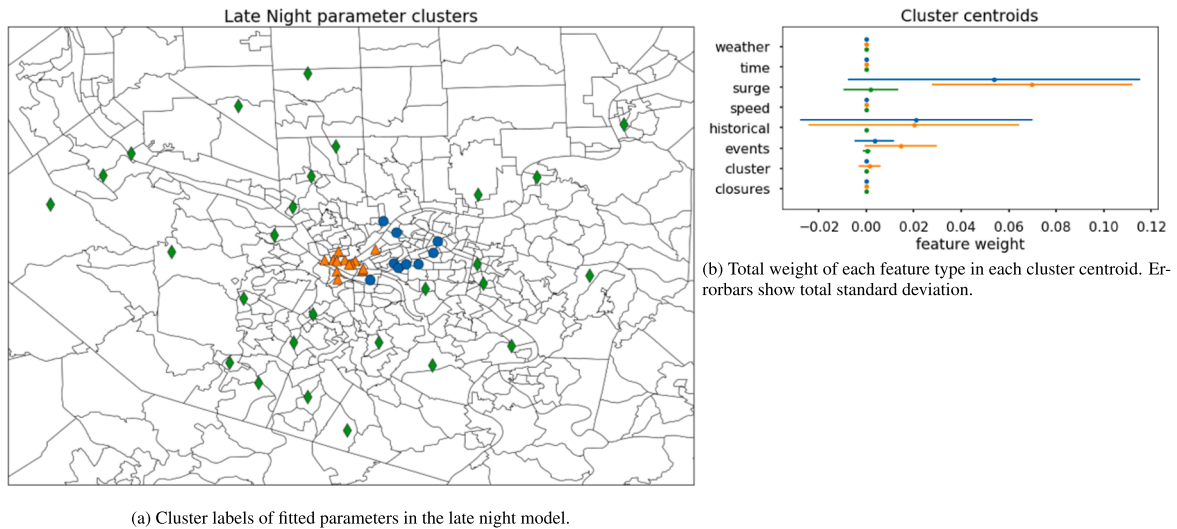 Late Night parameter clusters
(a) Cluster labels of fitted parameters in the late night model.
Cluster centroids
weather
time
surge
speed
historical
events
cluster
closures
−0.02 0.00 0.02 0.04 0.06 0.08 0.10 0.12
feature weight
(b) Total weight of each feature type in each cluster centroid. Er-
rorbars show total standard deviation.